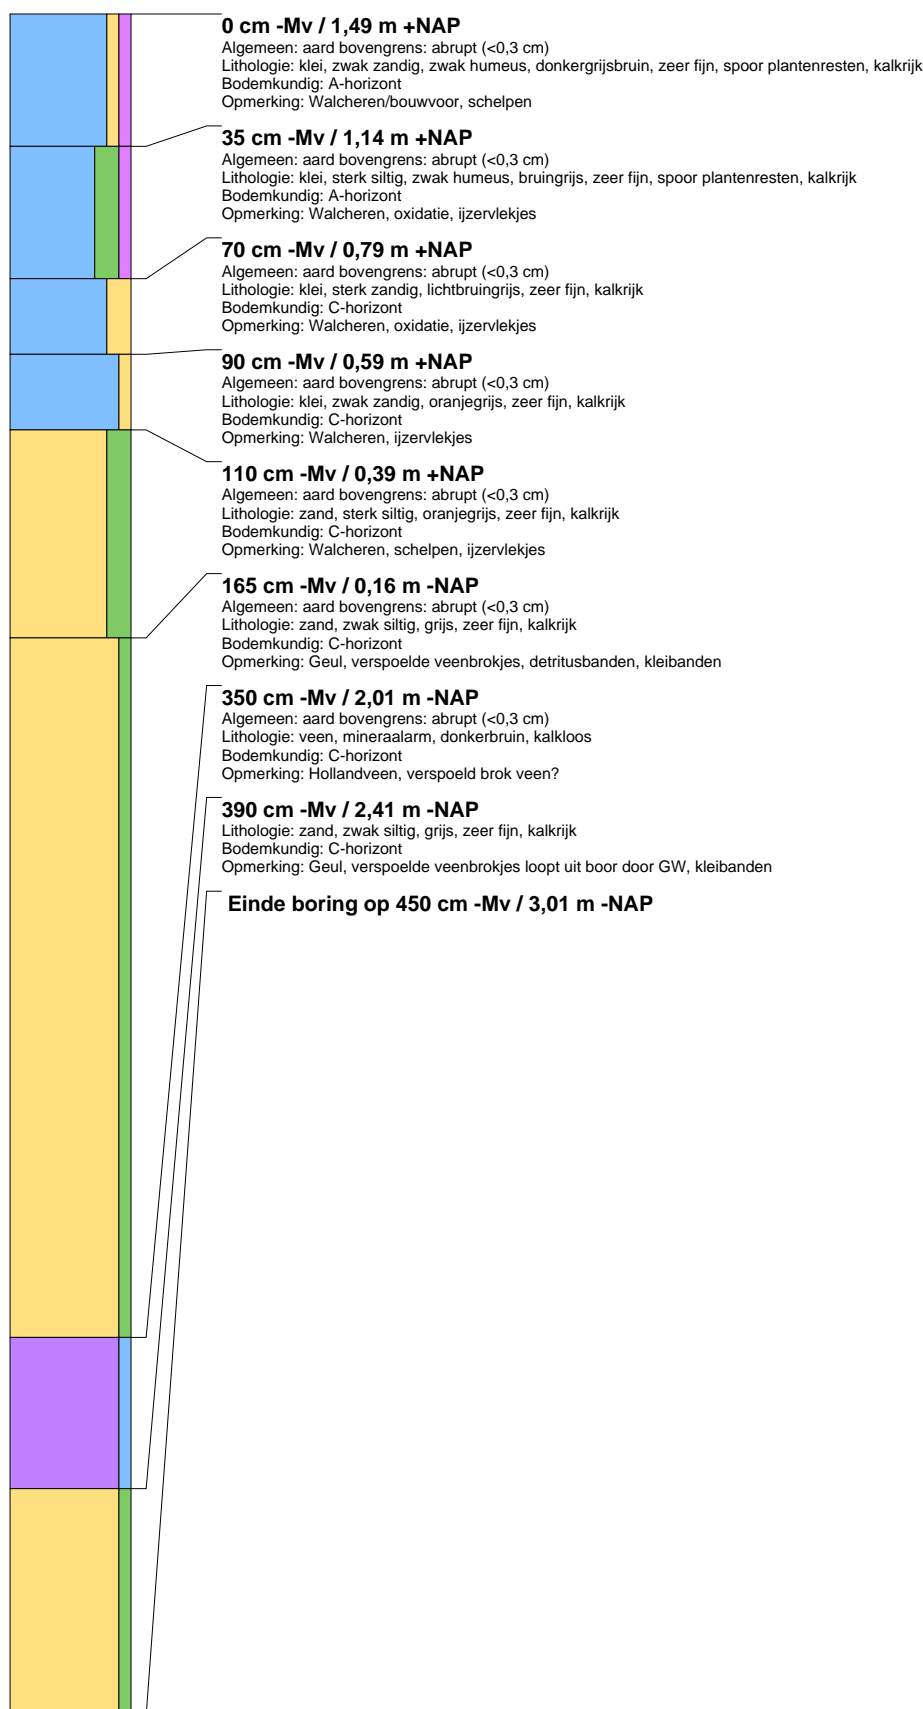 0 cm -Mv / 1,49 m +NAP
Algemeen: aard bovengrens: abrupt (<0,3 cm)
Lithologie: klei, zwak zandig, zwak humeus, donkergrijsbruin, zeer fijn, spoor plantenresten, kalkrijk
Bodemkundig: A-horizont
Opmerking: Walcheren/bouwvoor, schelpen
35 cm -Mv / 1,14 m +NAP
Algemeen: aard bovengrens: abrupt (<0,3 cm)
Lithologie: klei, sterk siltig, zwak humeus, bruingrijs, zeer fijn, spoor plantenresten, kalkrijk
Bodemkundig: A-horizont
Opmerking: Walcheren, oxidatie, ijzervlekjes
70 cm -Mv / 0,79 m +NAP
Algemeen: aard bovengrens: abrupt (<0,3 cm)
Lithologie: klei, sterk zandig, lichtbruingrijs, zeer fijn, kalkrijk
Bodemkundig: C-horizont
Opmerking: Walcheren, oxidatie, ijzervlekjes
90 cm -Mv / 0,59 m +NAP
Algemeen: aard bovengrens: abrupt (<0,3 cm)
Lithologie: klei, zwak zandig, oranjegrijs, zeer fijn, kalkrijk
Bodemkundig: C-horizont
Opmerking: Walcheren, ijzervlekjes
110 cm -Mv / 0,39 m +NAP
Algemeen: aard bovengrens: abrupt (<0,3 cm)
Lithologie: zand, sterk siltig, oranjegrijs, zeer fijn, kalkrijk
Bodemkundig: C-horizont
Opmerking: Walcheren, schelpen, ijzervlekjes
165 cm -Mv / 0,16 m -NAP
Algemeen: aard bovengrens: abrupt (<0,3 cm)
Lithologie: zand, zwak siltig, grijs, zeer fijn, kalkrijk
Bodemkundig: C-horizont
Opmerking: Geul, verspoelde veenbrokjes, detritusbanden, kleibanden
350 cm -Mv / 2,01 m -NAP
Algemeen: aard bovengrens: abrupt (<0,3 cm)
Lithologie: veen, mineraalarm, donkerbruin, kalkloos
Bodemkundig: C-horizont
Opmerking: Hollandveen, verspoeld brok veen?
390 cm -Mv / 2,41 m -NAP
Lithologie: zand, zwak siltig, grijs, zeer fijn, kalkrijk
Bodemkundig: C-horizont
Opmerking: Geul, verspoelde veenbrokjes loopt uit boor door GW, kleibanden
Einde boring op 450 cm -Mv / 3,01 m -NAP